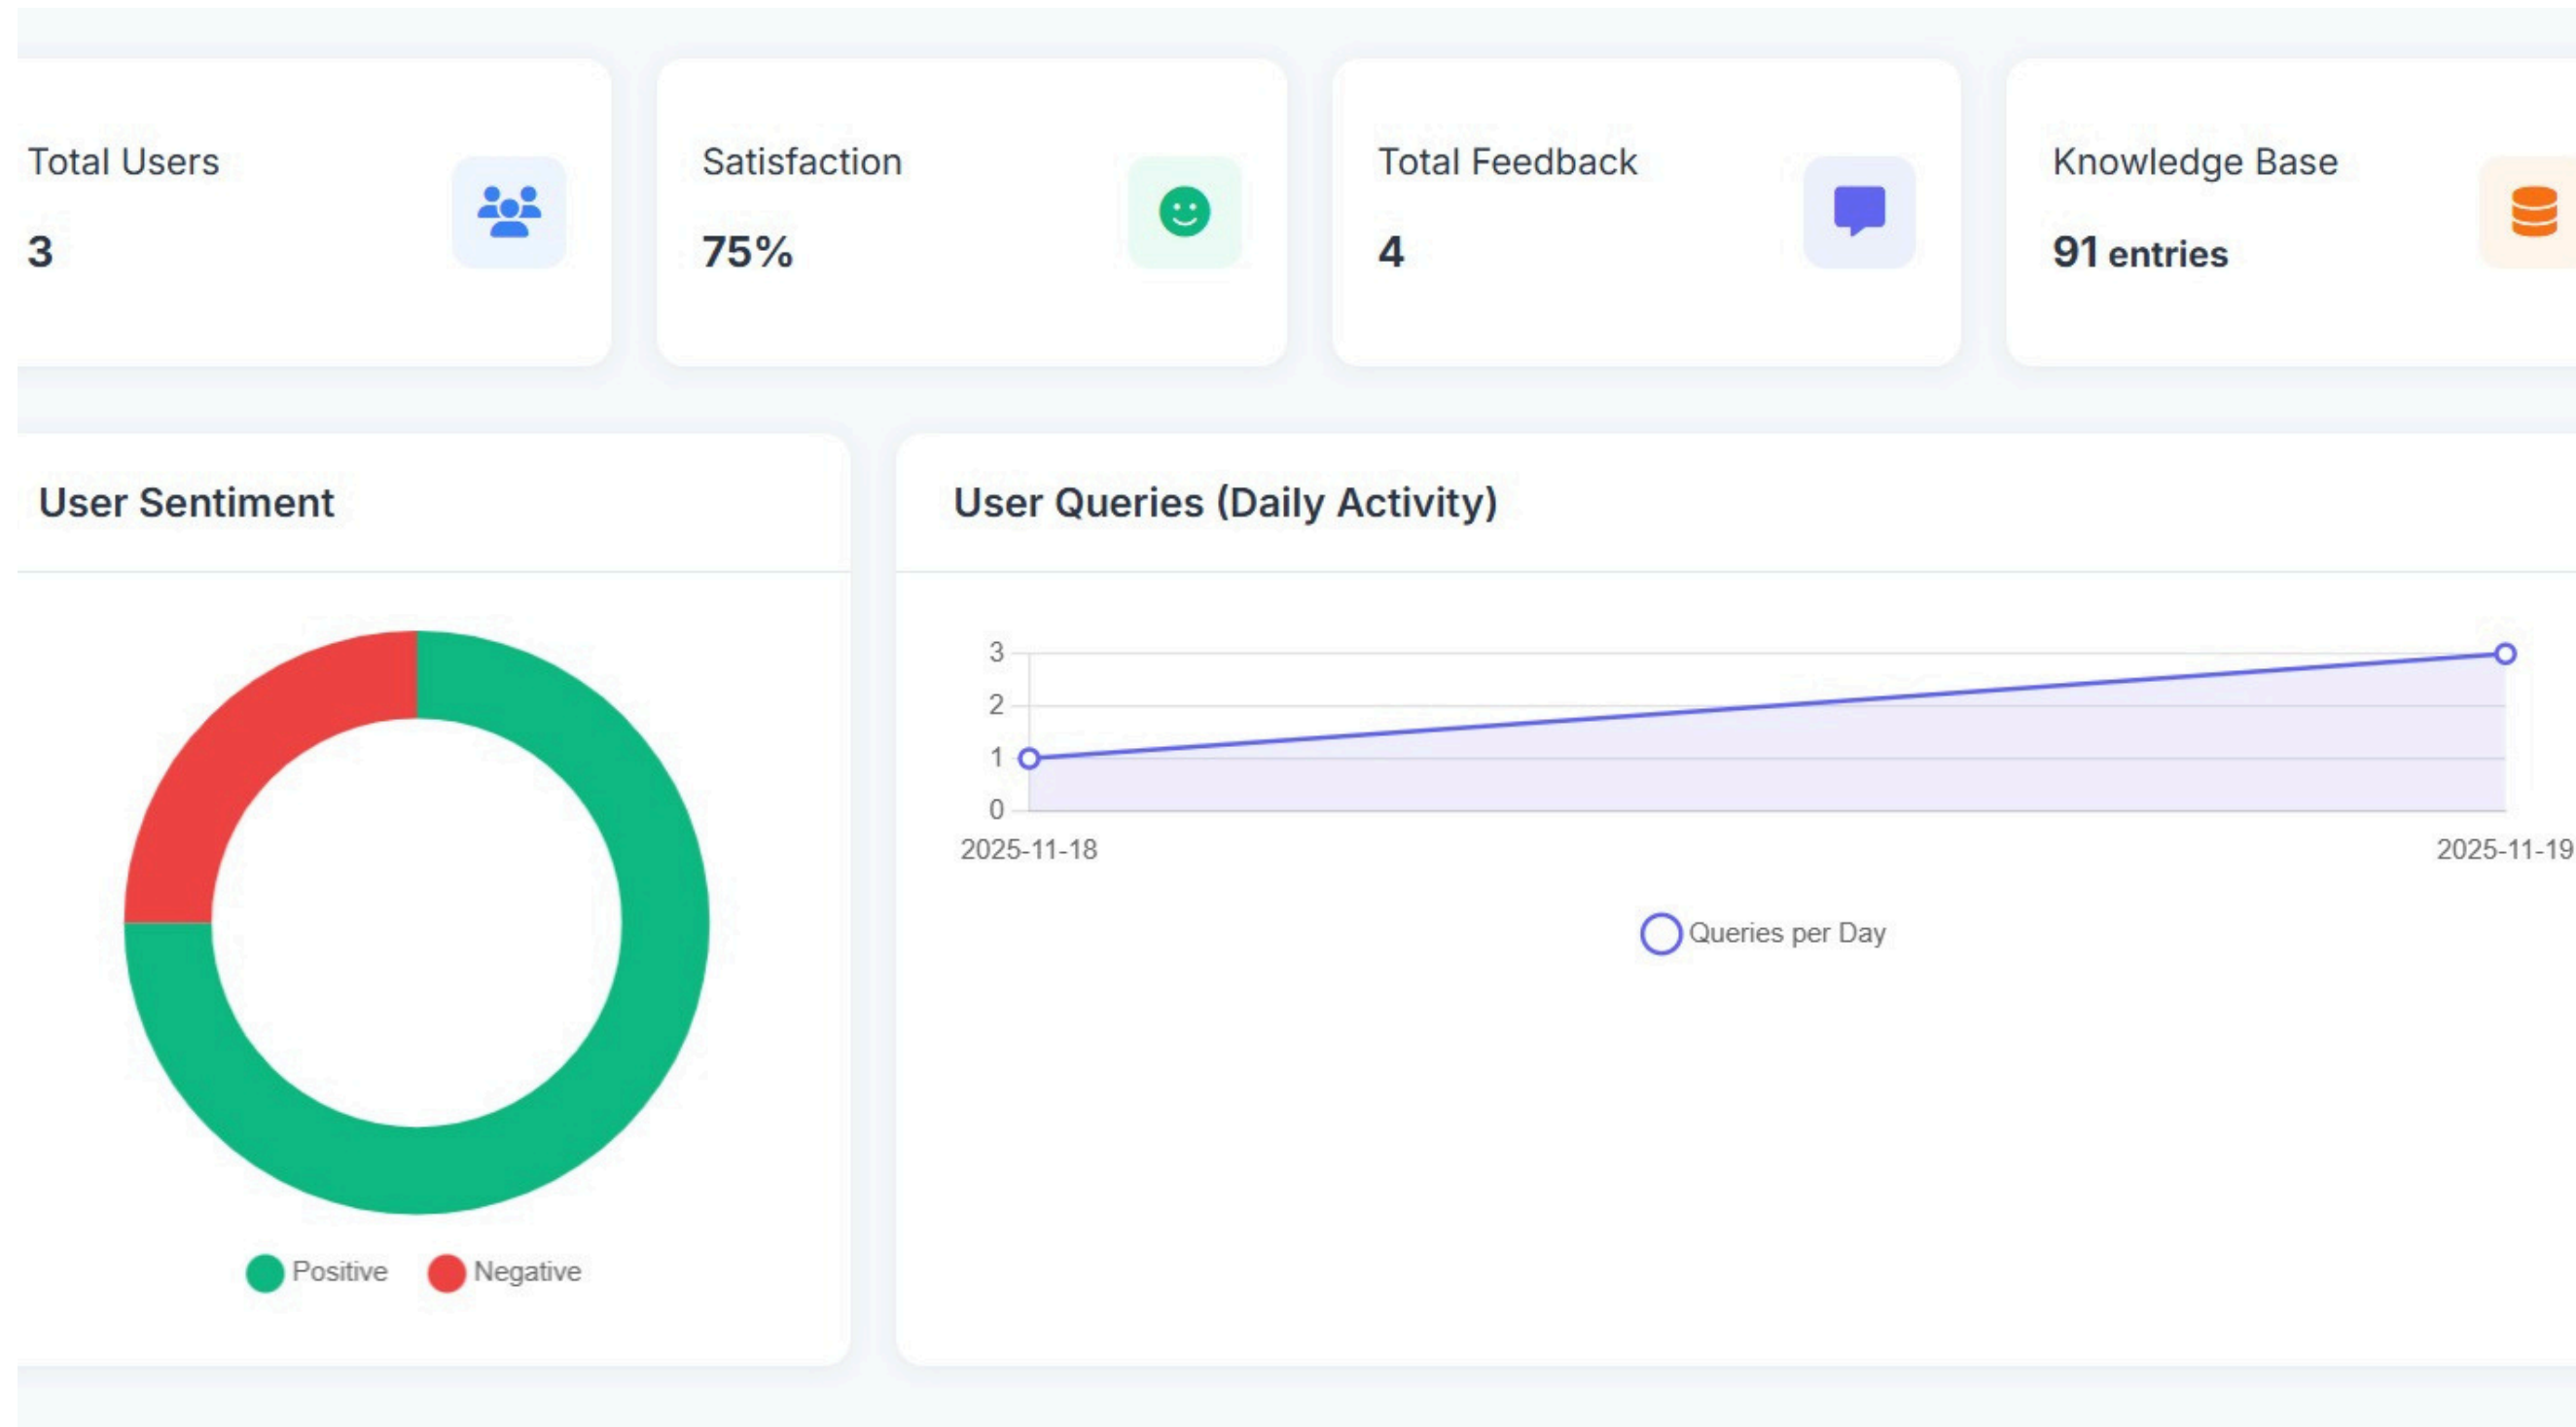 Total Users
3
Satisfaction
75%
Total Feedback
4
Knowledge Base
91 entries
User Sentiment
Positive
Negative
User Queries (Daily Activity)
3
2
1
0
2025-11-18
2025-11-19
Queries per Day